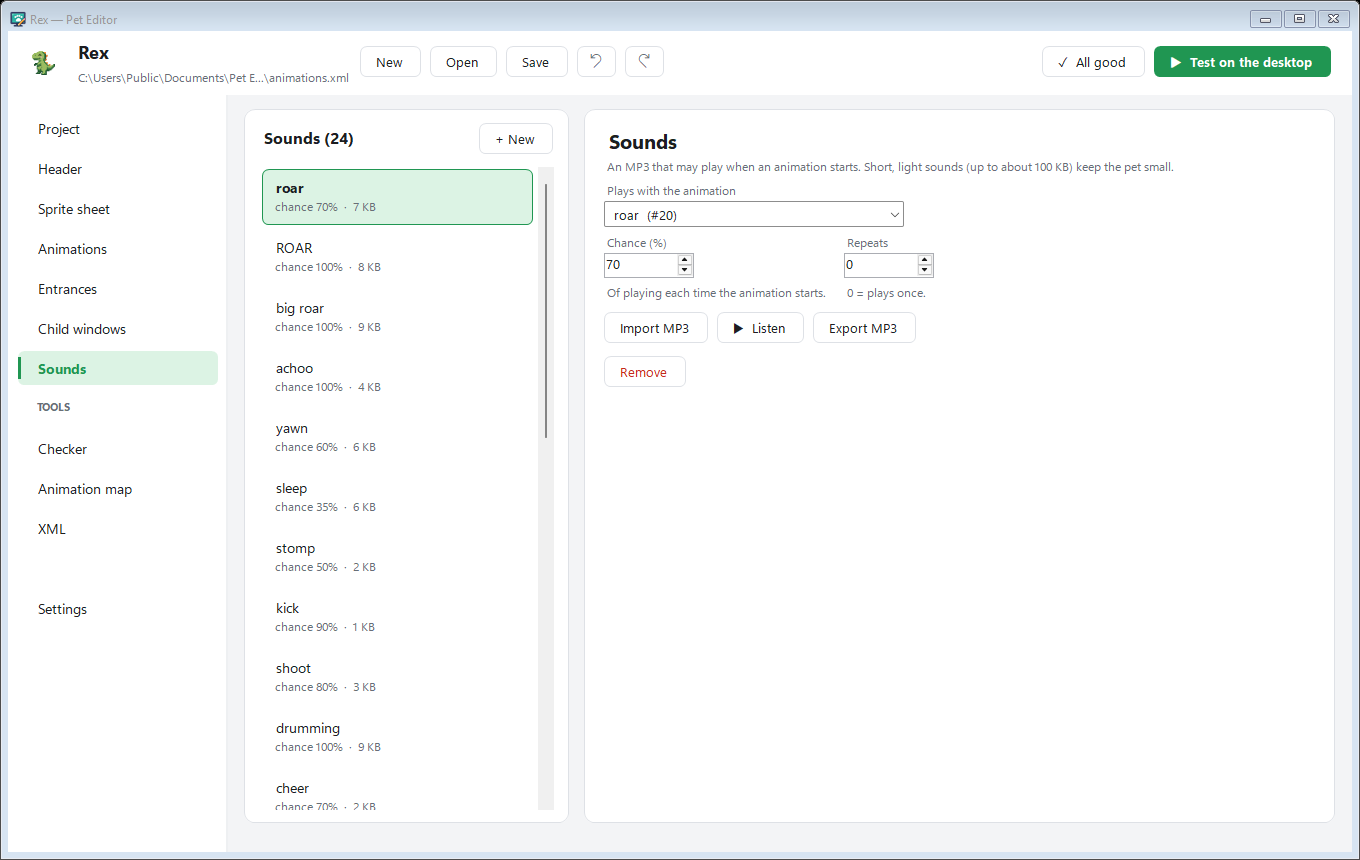 Rex — Pet Editor
Rex
C:\Users\Public\Documents\Pet E...\animations.xml
New
Open
Save
✓ All good
▶ Test on the desktop
Project
Header
Sprite sheet
Animations
Entrances
Child windows
Sounds
TOOLS
Checker
Animation map
XML
Settings
Sounds (24)
+ New
roar
chance 70% · 7 KB
ROAR
chance 100% · 8 KB
big roar
chance 100% · 9 KB
achoo
chance 100% · 4 KB
yawn
chance 60% · 6 KB
sleep
chance 35% · 6 KB
stomp
chance 50% · 2 KB
kick
chance 90% · 1 KB
shoot
chance 80% · 3 KB
drumming
chance 100% · 9 KB
cheer
chance 70% · 2 KB
Sounds
An MP3 that may play when an animation starts. Short, light sounds (up to about 100 KB) keep the pet small.
Plays with the animation
roar (#20)
Chance (%)
Repeats
70
0
Of playing each time the animation starts.
0 = plays once.
Import MP3
▶ Listen
Export MP3
Remove